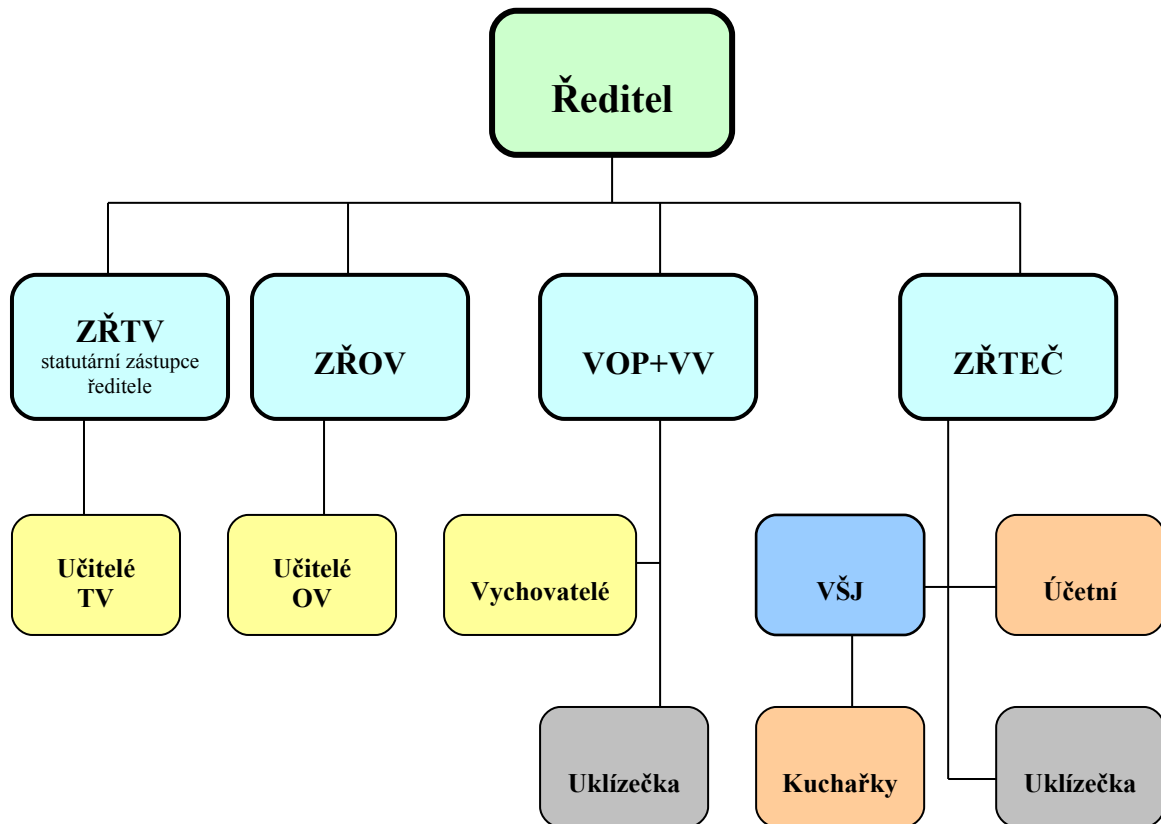 Ředitel
ZŘTV
statutární zástupce
ředitele
ZŘOV
VOP+VV
ZŘTEČ
Učitelé
TV
Učitelé
OV
Vychovatelé
VŠJ
Účetní
Uklízečka
Kuchařky
Uklízečka